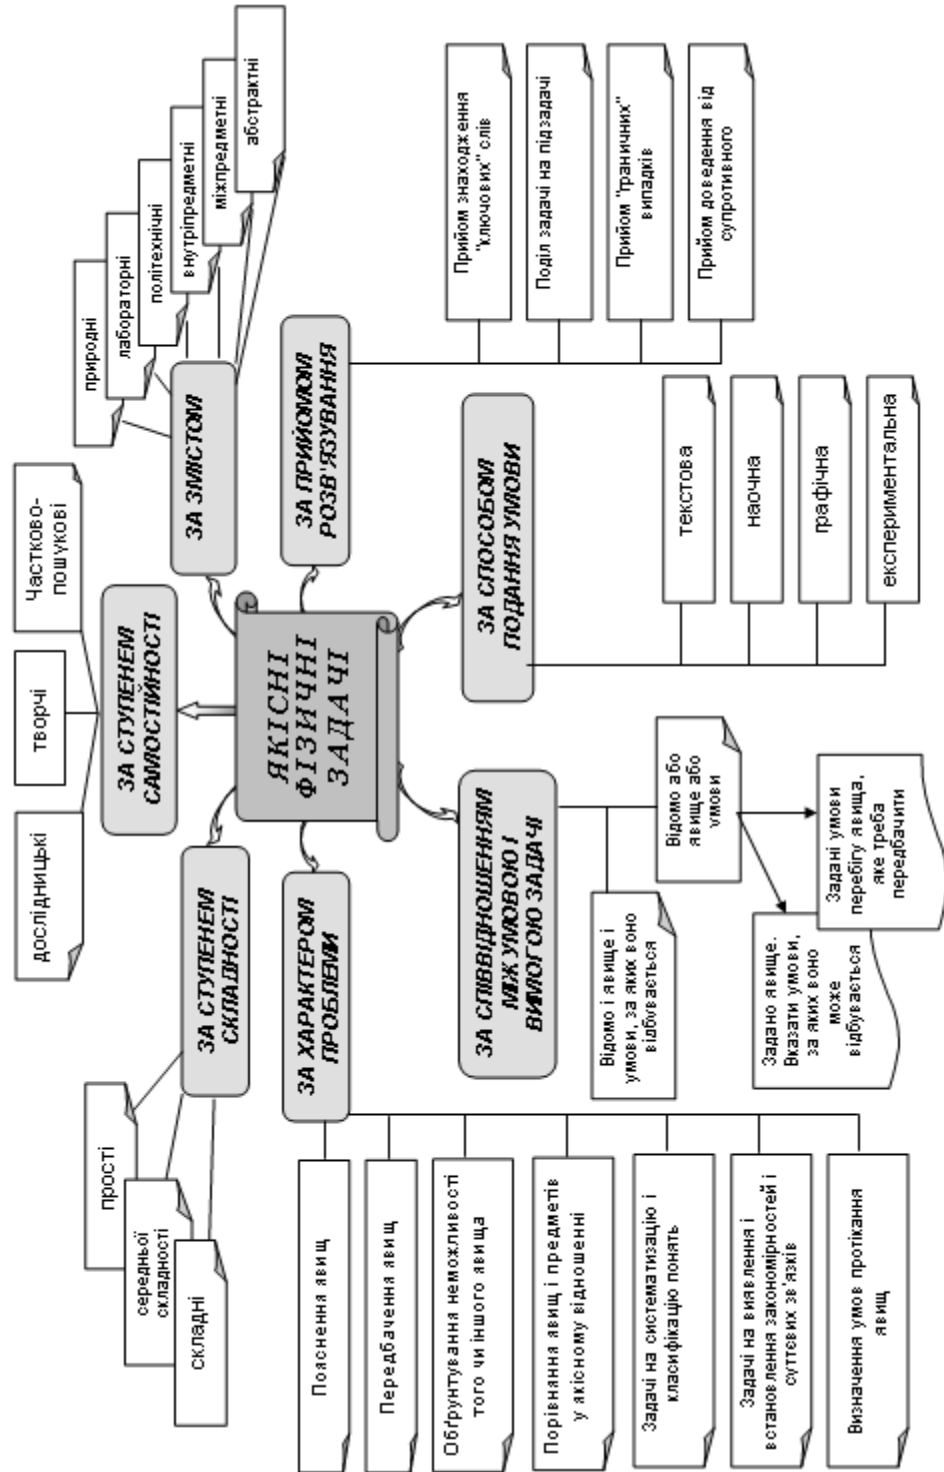 ЯКІСНІ
ФІЗИЧНІ
ЗАДАЧІ
ЗА СТУПЕНЕМ
СКЛАДНОСТІ
прості
середньої
складності
складні
ЗА СТУПЕНЕМ
САМОСТІЙНОСТІ
дослідницькі
творчі
Частково-
пошукові
ЗА ЗМІСТОМ
природні
лабораторні
політехнічні
внутріпредметні
міжпредметні
абстрактні
ЗА ХАРАКТЕРОМ
ПРОБЛЕМИ
Пояснення явищ
Передбачення явищ
Обґрунтування неможливості
того чи іншого явища
Порівняння явищ і предметів
у якісному відношенні
Задачі на систематизацію і
класифікацію понять
Задачі на виявлення і
встановлення закономірностей і
суттєвих зв'язків
Визначення умов протікання
явищ
ЗА ПРИЙОМОМ
РОЗВ'ЯЗУВАННЯ
Прийом знаходження
"ключових" слів
Поділ задачі на підзадачі
Прийом "граничних"
випадків
Прийом доведення від
супротивного
ЗА СПІВВІДНОШЕННЯМ
МІЖ УМОВОЮ І
ВИМОГОЮ ЗАДАЧІ
Відомо і явище і
умови, за яких воно
відбувається
Відомо або
явище або
умови
Задано явище.
Вказати умови,
за яких воно
може
відбувається
Задані умови
перебігу явища,
яке треба
передбачити
ЗА СПОСОБОМ
ПОДАННЯ УМОВИ
текстова
наочна
графічна
експериментальна